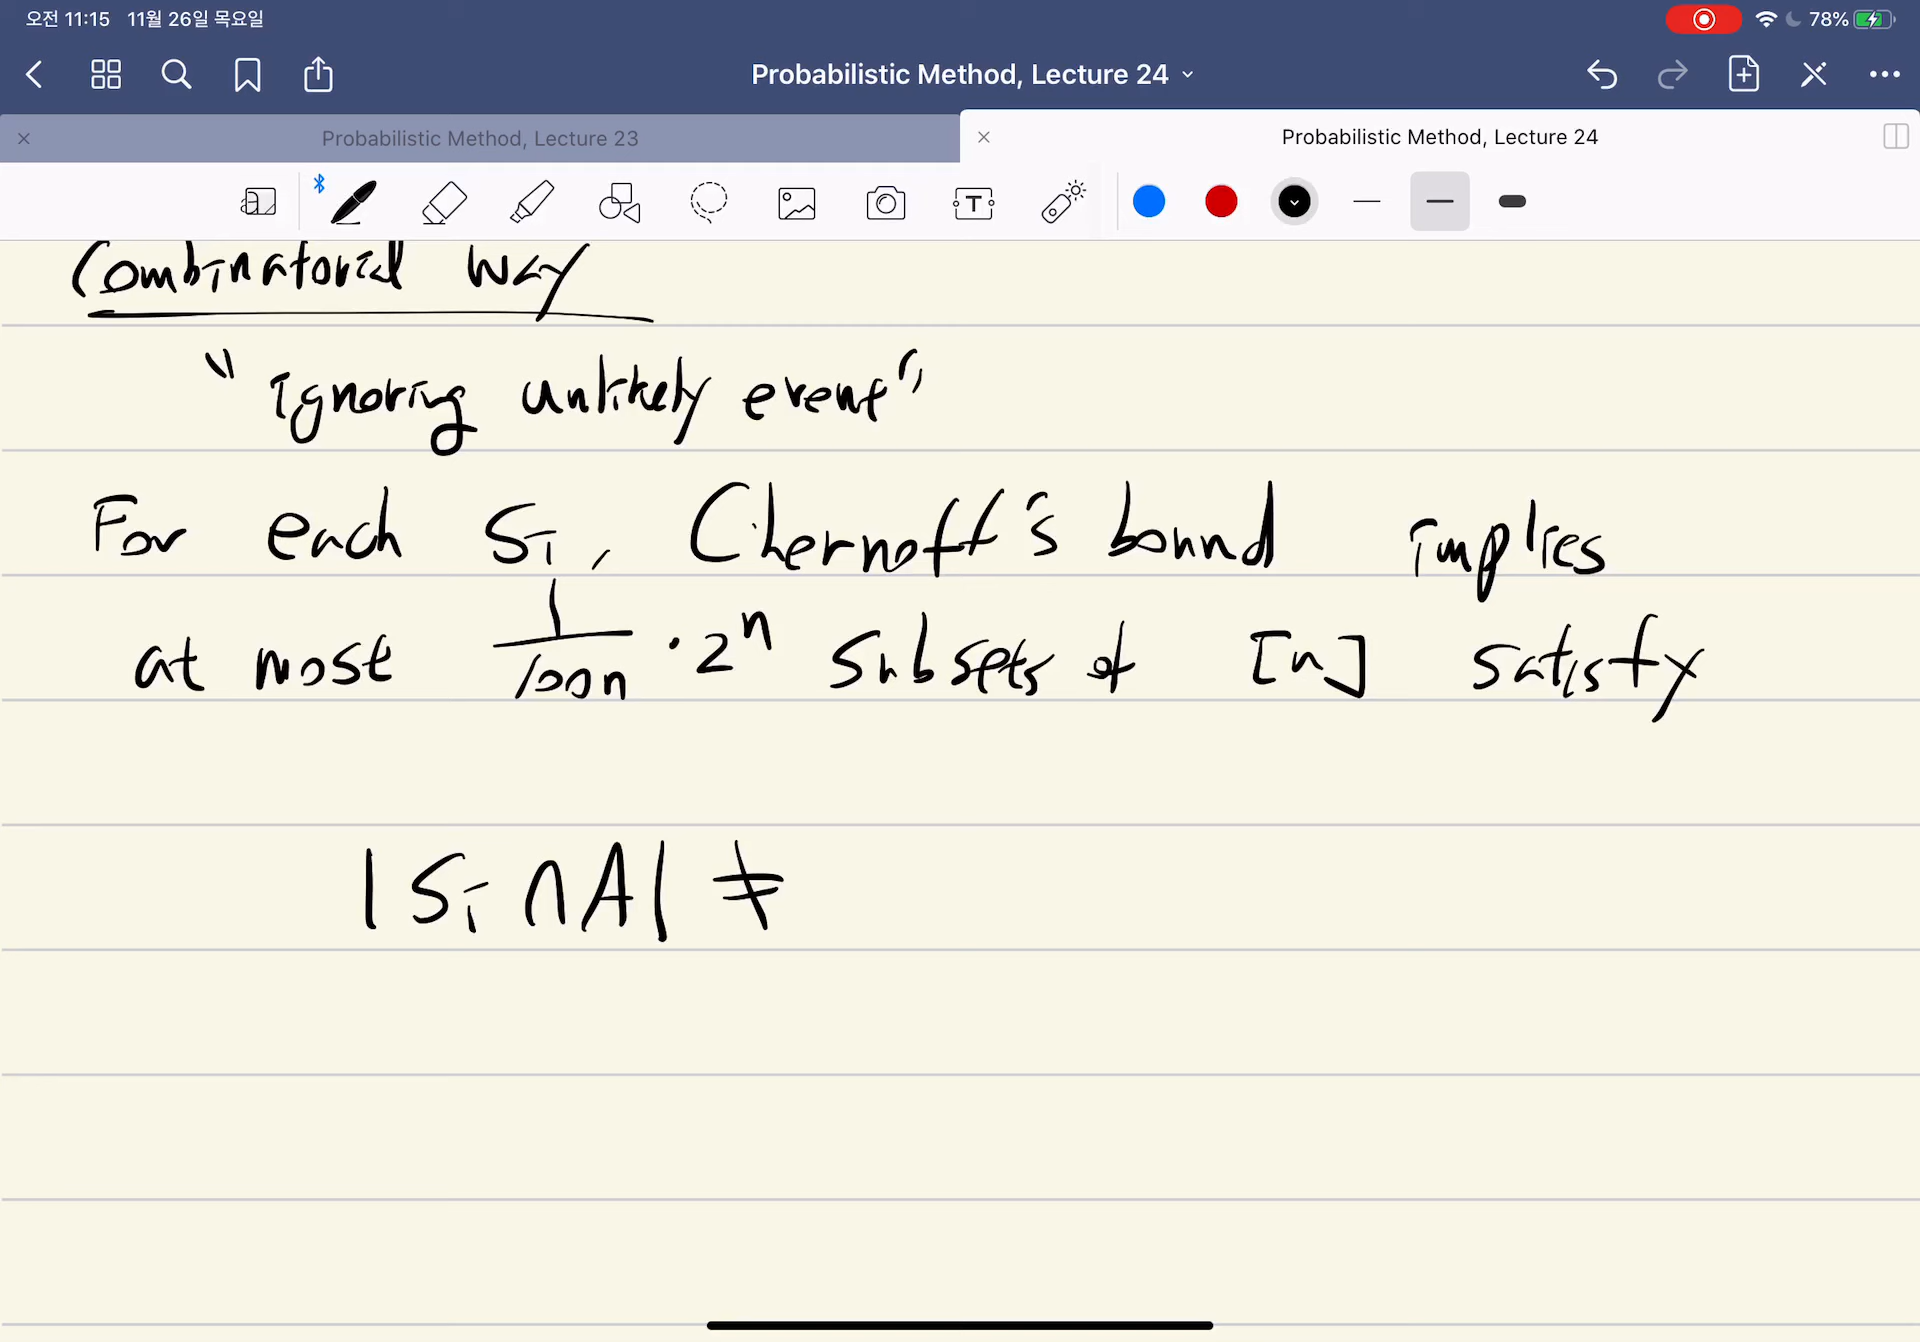 오전 11:15 11월 26일 목요일 78%
Probabilistic Method, Lecture 24
Probabilistic Method, Lecture 23
Probabilistic Method, Lecture 24
Combinatorial way
"ignoring unlikely event"
For each Si, Chernoff's bound implies
at most 1/100n · 2^n subsets of [n] satisfy
|Si ∩ A| ≠